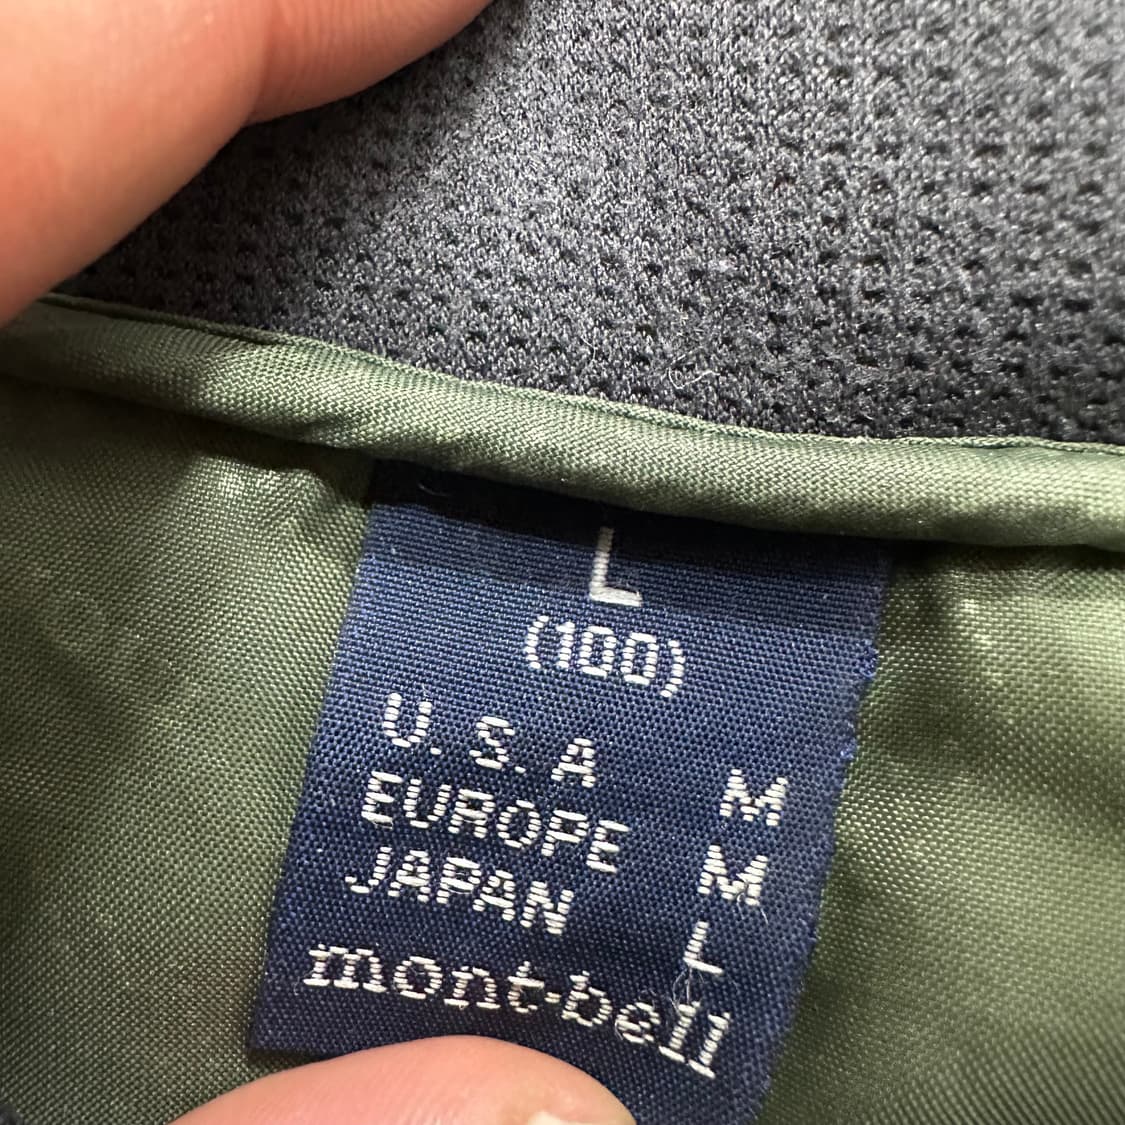 L
(100)
U.S.A M
EUROPE M
JAPAN L
mont-bell